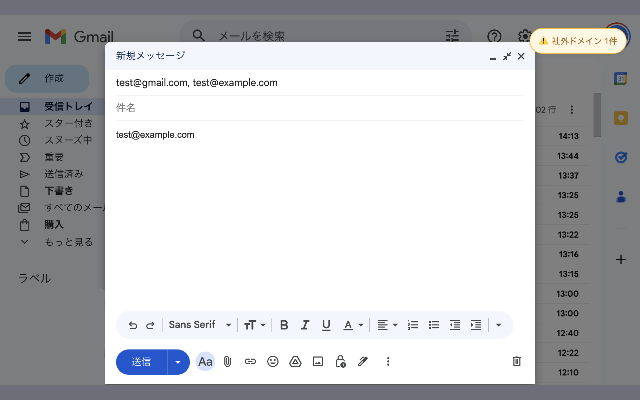 Gmail
メールを検索
⚠ 社外ドメイン 1件
作成
受信トレイ
スター付き
スヌーズ中
重要
送信済み
下書き
すべてのメー
購入
もっと見る
ラベル
新規メッセージ
test@gmail.com, test@example.com
件名
test@example.com
Sans Serif
B I U A
送信
Aa
02 行
14:13
13:44
13:37
13:25
13:25
13:22
13:16
13:15
13:00
13:00
12:40
12:22
12:10